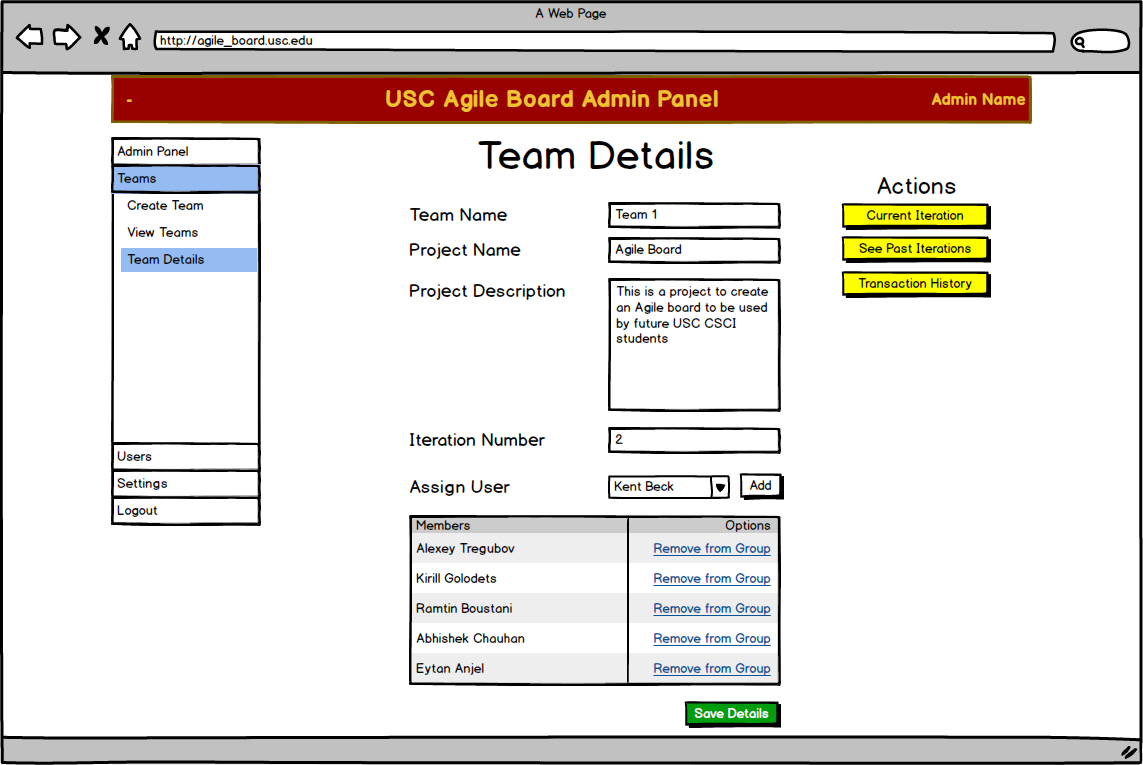 A Web Page
http://agile_board.usc.edu
- USC Agile Board Admin Panel Admin Name
Admin Panel
Teams
Create Team
View Teams
Team Details
Users
Settings
Logout
Team Details
Team Name Team 1
Project Name Agile Board
Project Description
This is a project to create
an Agile board to be used
by future USC CSCI
students
Iteration Number 2
Assign User Kent Beck Add
Members Options
Alexey Tregubov Remove from Group
Kirill Golodets Remove from Group
Ramtin Boustani Remove from Group
Abhishek Chauhan Remove from Group
Eytan Anjel Remove from Group
Save Details
Actions
Current Iteration
See Past Iterations
Transaction History